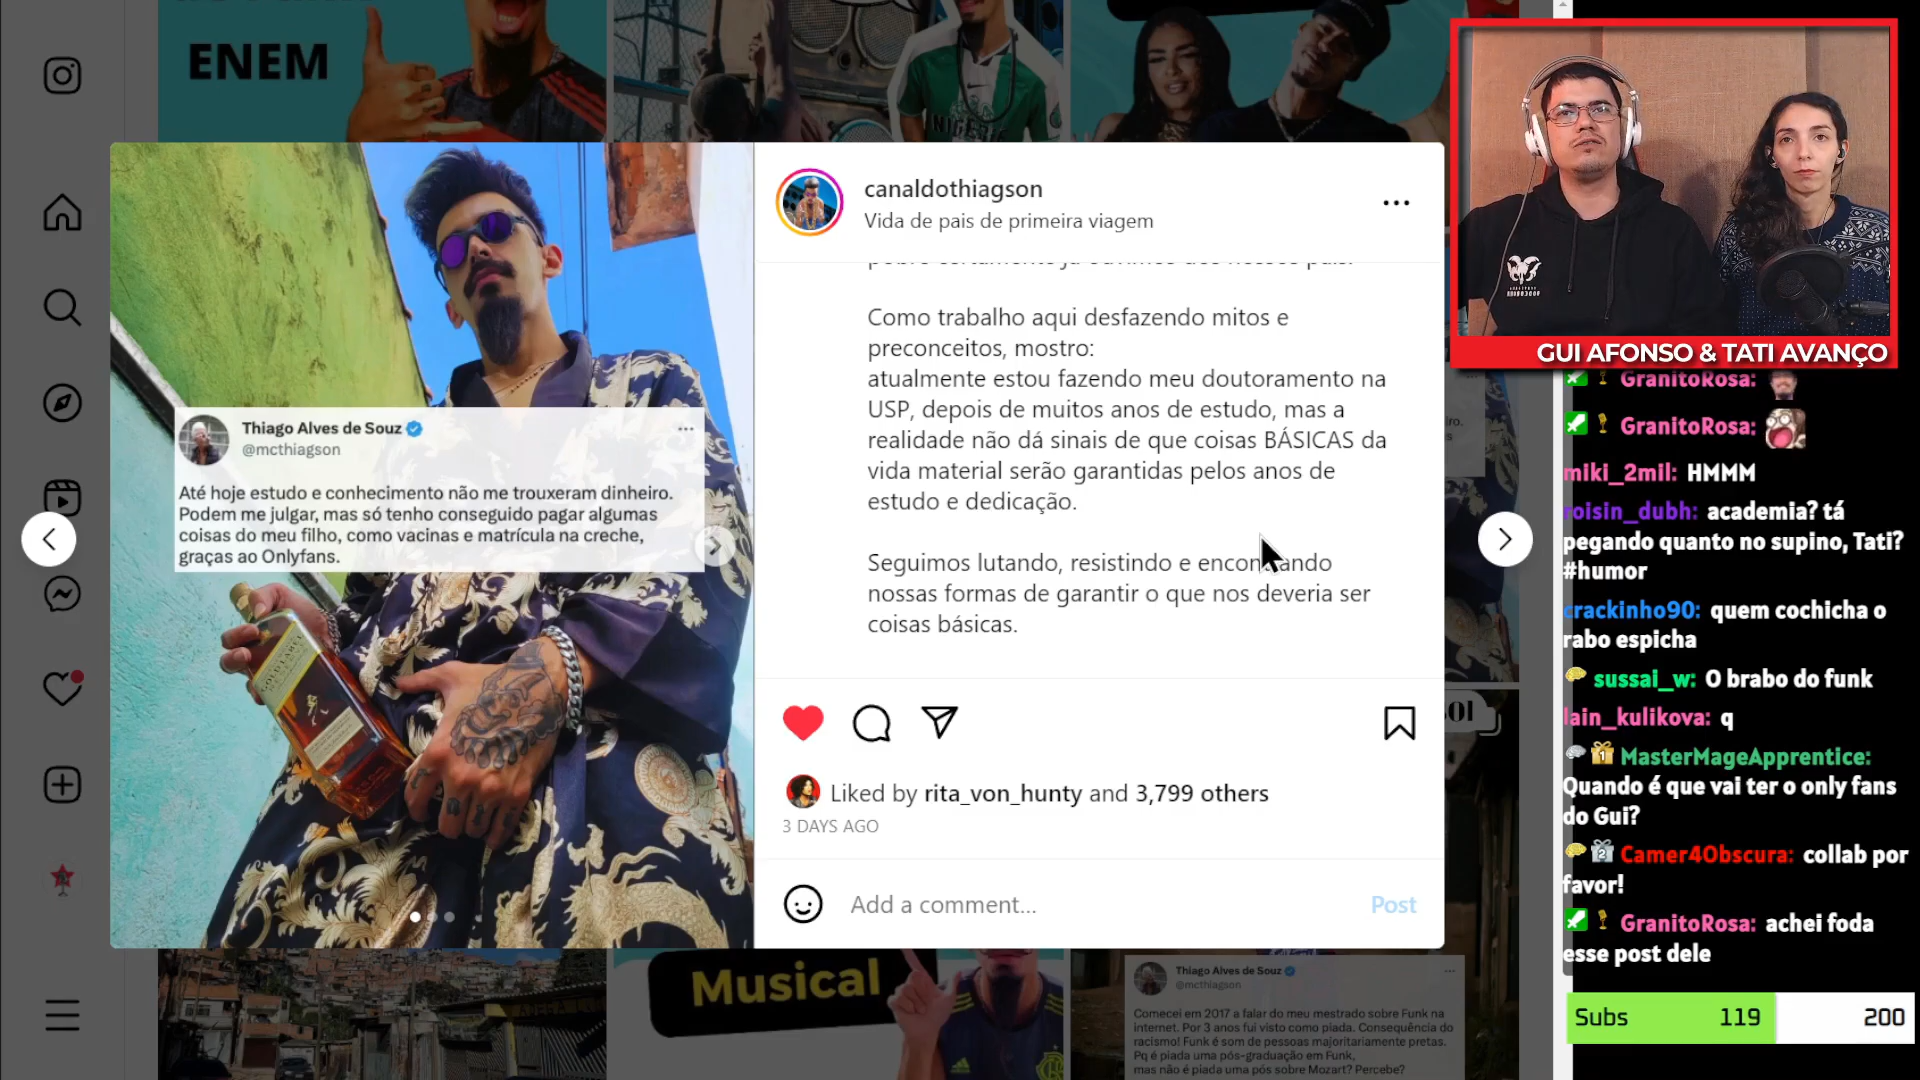 ENEM
NIGERIA
canaldothiagson
Vida de pais de primeira viagem
Como trabalho aqui desfazendo mitos e
preconceitos, mostro:
atualmente estou fazendo meu doutoramento na
USP, depois de muitos anos de estudo, mas a
realidade não dá sinais de que coisas BÁSICAS da
vida material serão garantidas pelos anos de
estudo e dedicação.
Seguimos lutando, resistindo e encontrando
nossas formas de garantir o que nos deveria ser
coisas básicas.
Thiago Alves de Souz
@mcthiagson
Até hoje estudo e conhecimento não me trouxeram dinheiro.
Podem me julgar, mas só tenho conseguido pagar algumas
coisas do meu filho, como vacinas e matrícula na creche,
graças ao Onlyfans.
GOLD LABEL
Liked by rita_von_hunty and 3,799 others
3 DAYS AGO
Add a comment...
Post
Musical
Thiago Alves de Souz
@mcthiagson
Comecei em 2017 a falar do meu mestrado sobre Funk na
internet. Por 3 anos fui visto como piada. Consequência do
racismo! Funk é som de pessoas majoritariamente pretas.
Pq é piada uma pós-graduação em Funk,
mas não é piada uma pós sobre Mozart? Percebe?
GUI AFONSO & TATI AVANÇO
GranitoRosa:
GranitoRosa:
miki_2mil: HMMM
roisin_dubh: academia? tá
pegando quanto no supino, Tati?
#humor
crackinho90: quem cochicha o
rabo espicha
sussai_w: O brabo do funk
lain_kulikova: q
MasterMageApprentice:
Quando é que vai ter o only fans
do Gui?
Camer4Obscura: collab por
favor!
GranitoRosa: achei foda
esse post dele
Subs 119 200